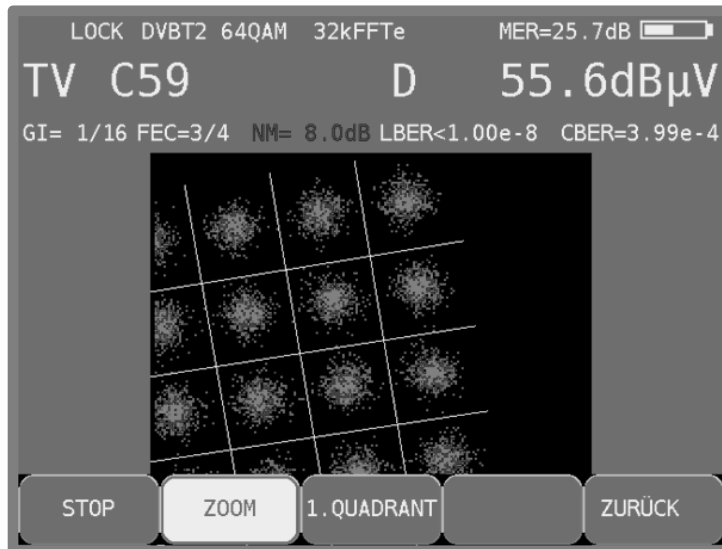 LOCK DVBT2 64QAM 32kFFTe MER=25.7dB
TV C59 D 55.6dBµV
GI= 1/16 FEC=3/4 NM= 8.0dB LBER<1.00e-8 CBER=3.99e-4
STOP ZOOM 1.QUADRANT ZURÜCK